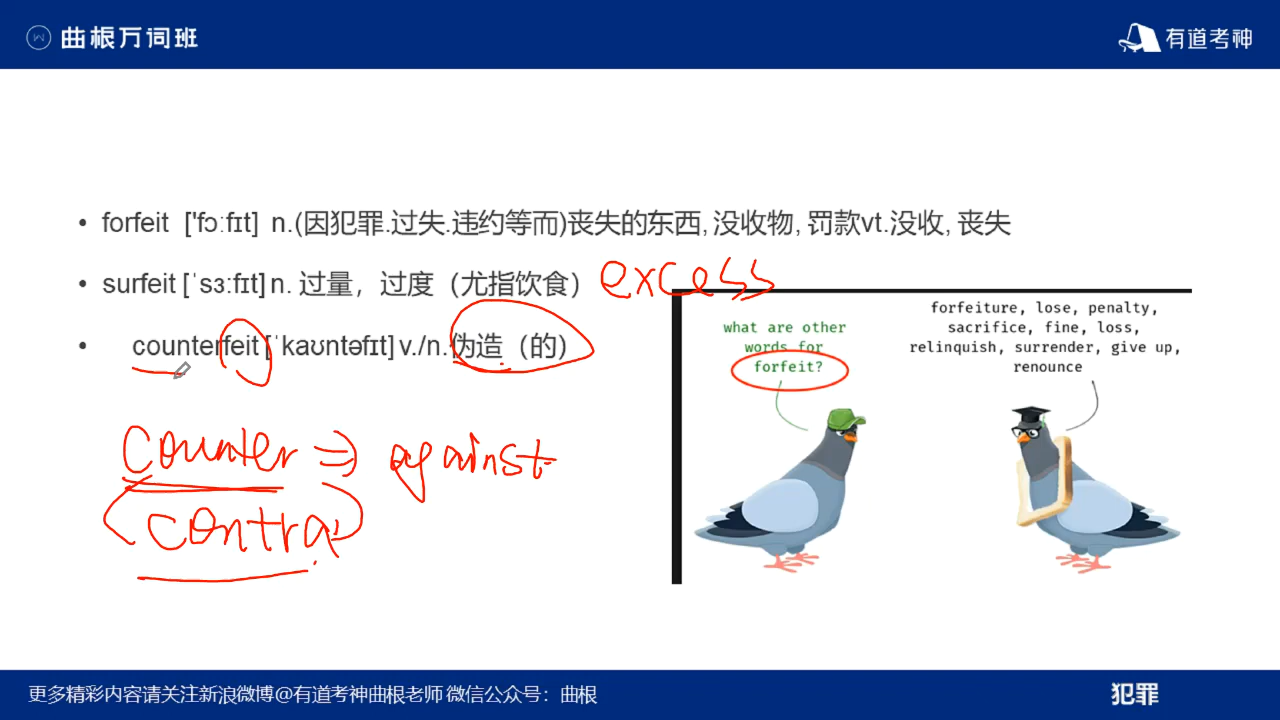 曲根万词班
有道考神
forfeit ['fɔːfɪt] n.(因犯罪.过失.违约等而)丧失的东西, 没收物, 罚款vt.没收, 丧失
surfeit [ˈsɜːfɪt] n. 过量，过度（尤指饮食）
excess
counterfeit [ˈkaʊntəfɪt] v./n.伪造（的）
counter ⇒ against
(contra)
what are other
words for
forfeit?
forfeiture, lose, penalty,
sacrifice, fine, loss,
relinquish, surrender, give up,
renounce
更多精彩内容请关注新浪微博@有道考神曲根老师 微信公众号：曲根
犯罪